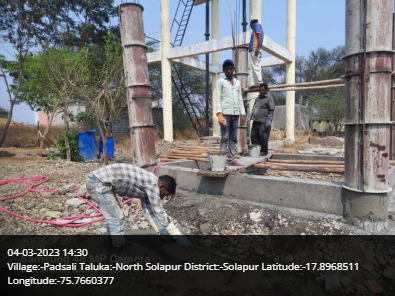 04-03-2023 14:30
Village:-Padsali Taluka:-North Solapur District:-Solapur Latitude:-17.8968511
Longitude:-75.7660377